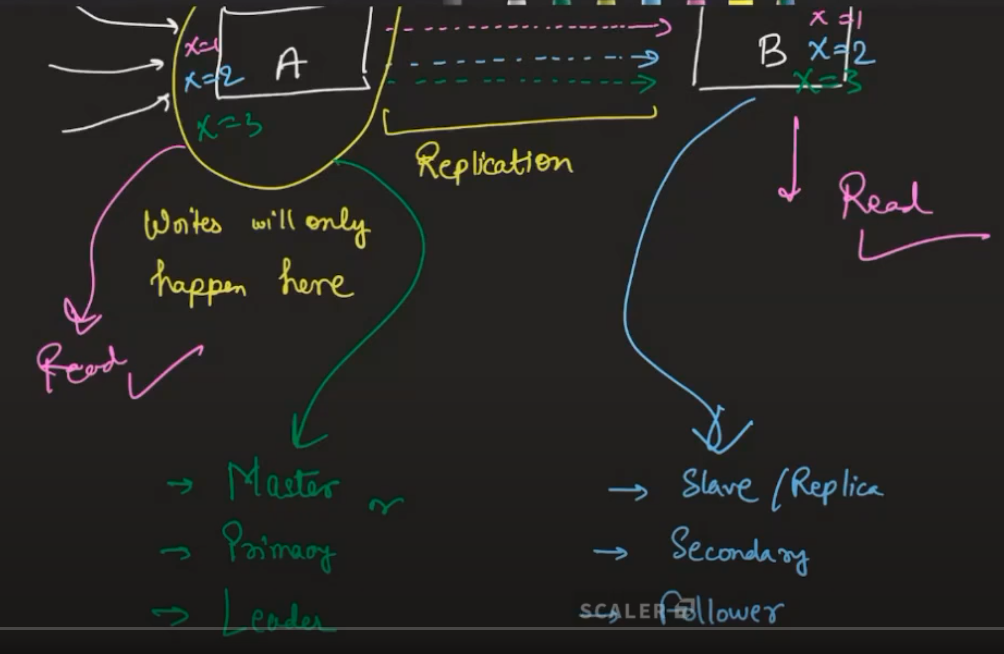 x=1
x=1
A
B
x=2
x=2
x=3
x=3
Replication
Read
Writes will only
happen here
Read
→ Master or
→ Slave / Replica
→ Primary
→ Secondary
→ Leader
→ Follower
SCALER